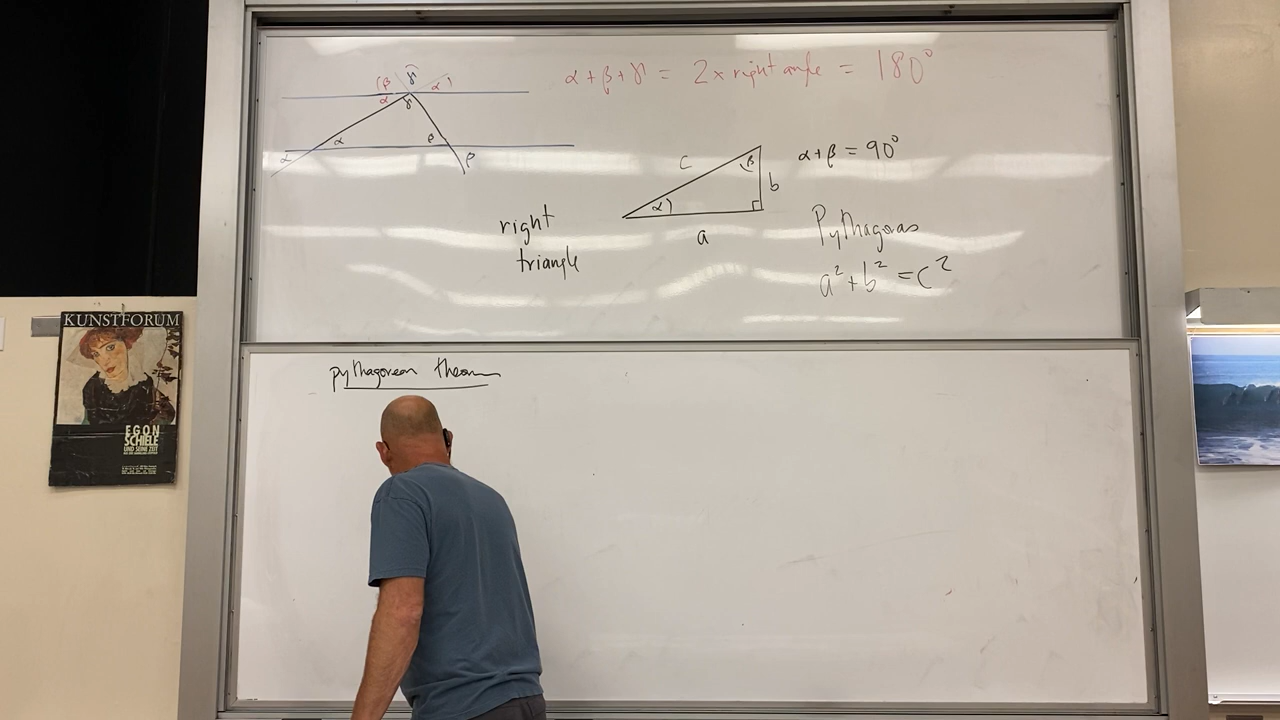 (β γ α)
α γ
α α β β
α + β + γ = 2 x right angle = 180°
α + β = 90°
c β b
α
a
right
triangle
Pythagoras
a² + b² = c²
pythagorean theorem
KUNSTFORUM
EGON
SCHIELE
UND SEINE ZEIT